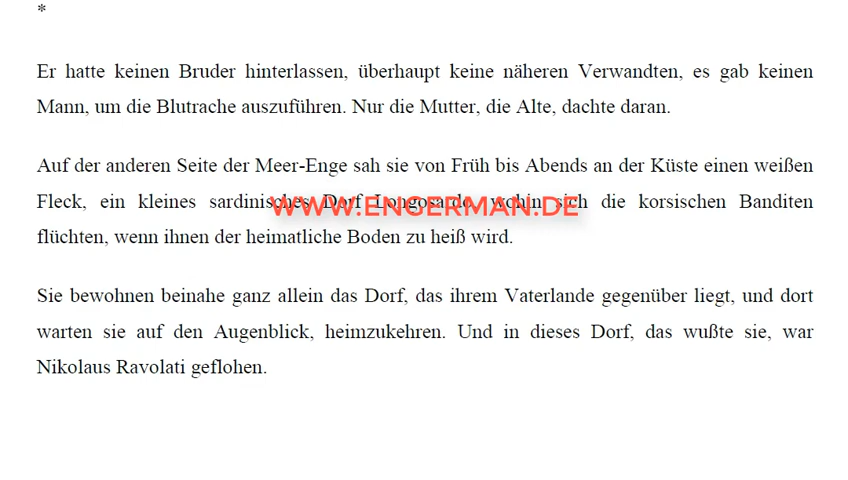 *
Er hatte keinen Bruder hinterlassen, überhaupt keine näheren Verwandten, es gab keinen
Mann, um die Blutrache auszuführen. Nur die Mutter, die Alte, dachte daran.
Auf der anderen Seite der Meer-Enge sah sie von Früh bis Abends an der Küste einen weißen
Fleck, ein kleines sardinisches Dorf Longosardo, wohin sich die korsischen Banditen
WWW.ENGERMAN.DE
flüchten, wenn ihnen der heimatliche Boden zu heiß wird.
Sie bewohnen beinahe ganz allein das Dorf, das ihrem Vaterlande gegenüber liegt, und dort
warten sie auf den Augenblick, heimzukehren. Und in dieses Dorf, das wußte sie, war
Nikolaus Ravolati geflohen.